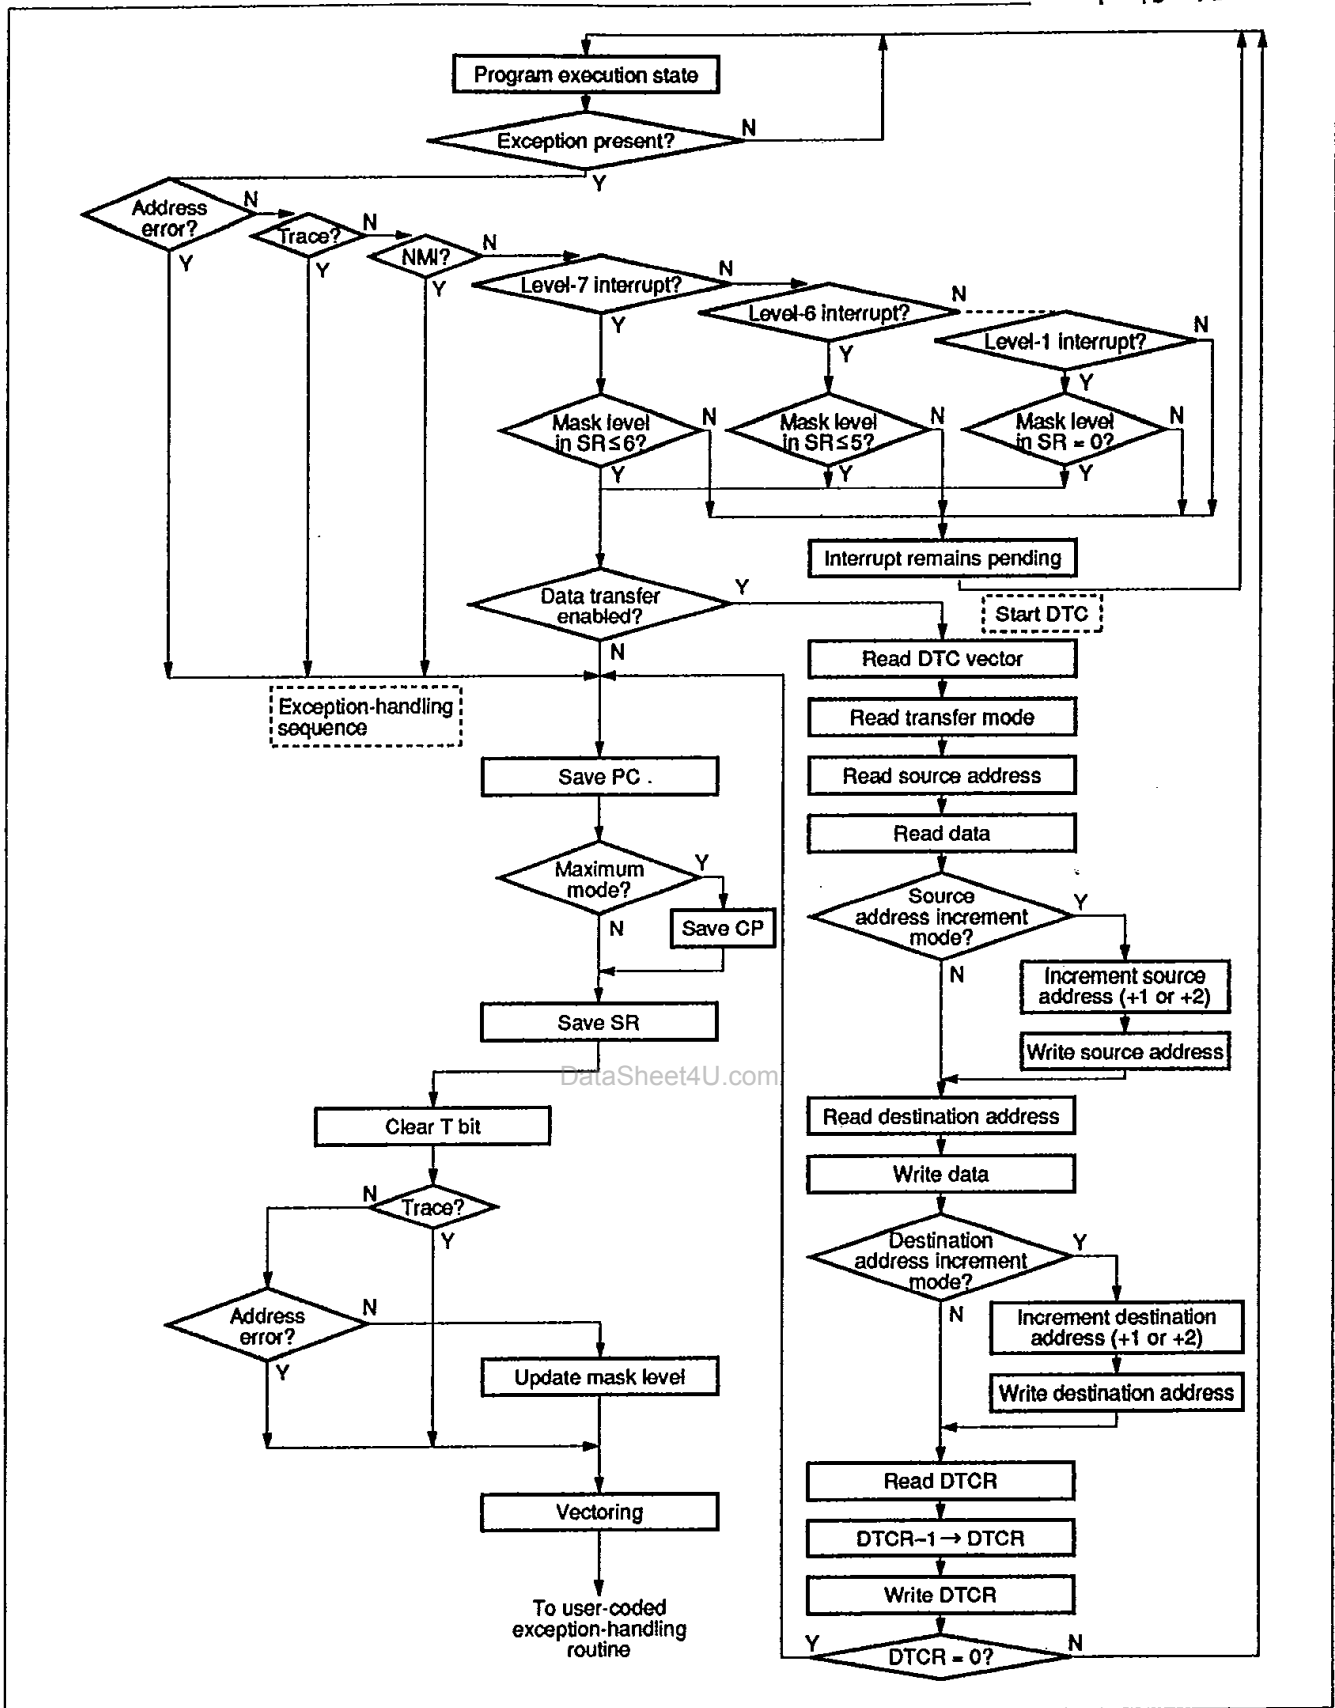 Program execution state
Exception present?
N
Y
Address
error?
N
Y
Trace?
N
Y
NMI?
N
Y
Level-7 interrupt?
N
Y
Level-6 interrupt?
N
Y
Level-1 interrupt?
N
Y
Mask level
in SR≤6?
N
Y
Mask level
in SR≤5?
N
Y
Mask level
in SR = 0?
N
Y
Interrupt remains pending
Data transfer
enabled?
Y
N
Start DTC
Read DTC vector
Exception-handling
sequence
Read transfer mode
Save PC
Read source address
Read data
Maximum
mode?
Y
N
Save CP
Source
address increment
mode?
Y
N
Increment source
address (+1 or +2)
Write source address
Save SR
DataSheet4U.com
Clear T bit
Read destination address
Write data
Trace?
N
Y
Destination
address increment
mode?
Y
N
Increment destination
address (+1 or +2)
Write destination address
Address
error?
N
Y
Update mask level
Read DTCR
Vectoring
DTCR–1 → DTCR
Write DTCR
To user-coded
exception-handling
routine
DTCR = 0?
Y
N